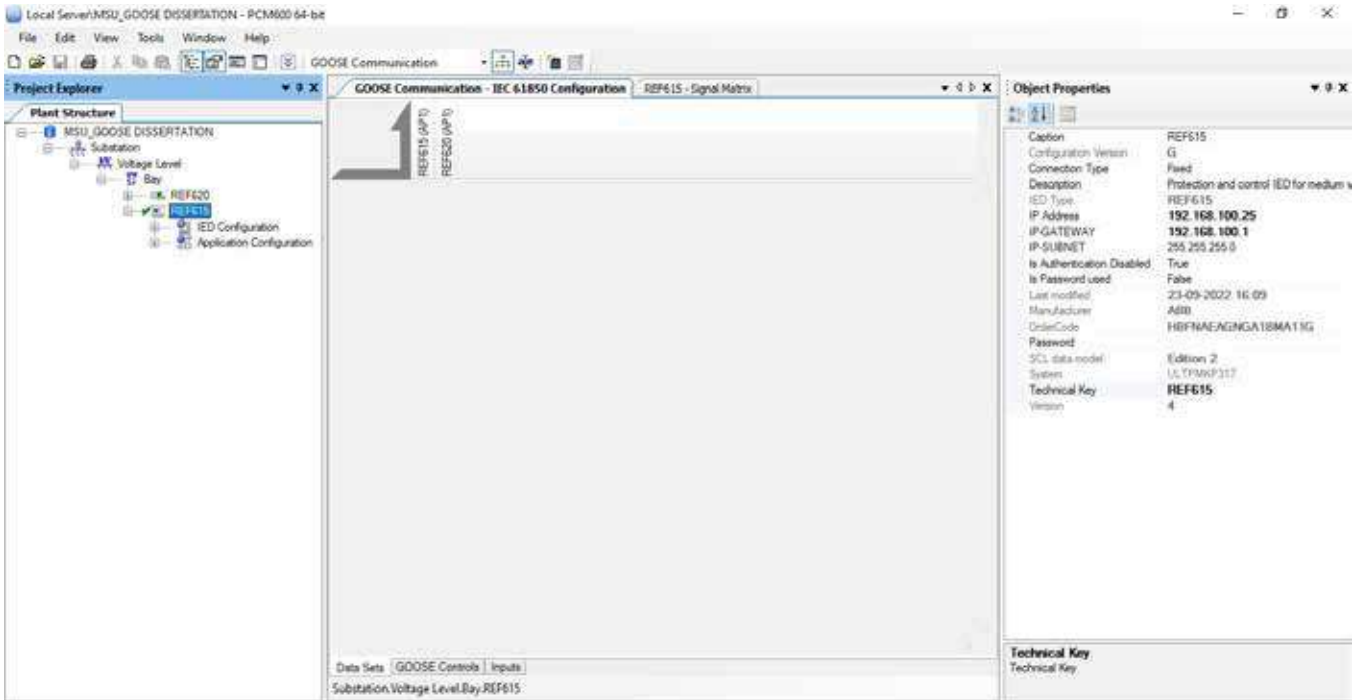 Local Server\MSU_GOOSE DISSERTATION - PCM600 64-bit
File Edit View Tools Window Help
GOOSE Communication
Project Explorer
Plant Structure
MSU_GOOSE DISSERTATION
Substation
Voltage Level
Bay
REF620
REF615
IED Configuration
Application Configuration
GOOSE Communication - IEC 61850 Configuration
REF615 - Signal Matrix
REF615 (AP1)
REF620 (AP1)
Data Sets GOOSE Controls Inputs
Substation.Voltage Level.Bay.REF615
Object Properties
Caption REF615
Configuration Version G
Connection Type Fixed
Description Protection and control IED for medium v
IED Type REF615
IP Address 192.168.100.25
IP-GATEWAY 192.168.100.1
IP-SUBNET 255.255.255.0
Is Authentication Disabled True
Is Password used False
Last modified 23-09-2022 16:09
Manufacturer ABB
OrderCode
Password
SCL data model Edition 2
System
Technical Key REF615
Version 4
Technical Key
Technical Key